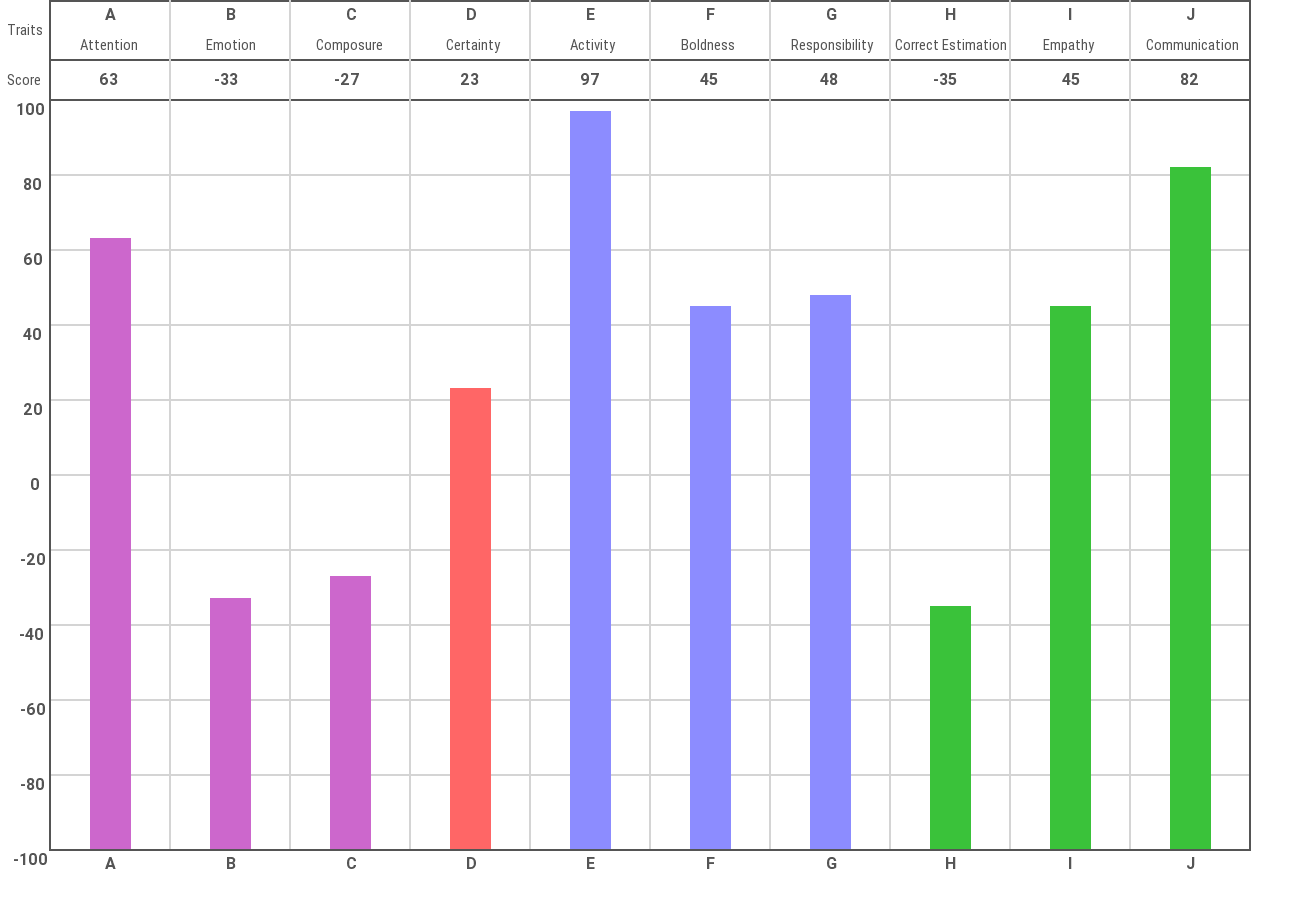 A B C D E F G H I J
Traits
Attention Emotion Composure Certainty Activity Boldness Responsibility Correct Estimation Empathy Communication
Score 63 -33 -27 23 97 45 48 -35 45 82
100
80
60
40
20
0
-20
-40
-60
-80
-100
A B C D E F G H I J